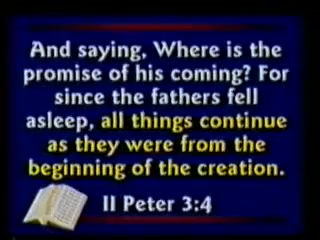 And saying, Where is the
promise of his coming? For
since the fathers fell
asleep, all things continue
as they were from the
beginning of the creation.
II Peter 3:4